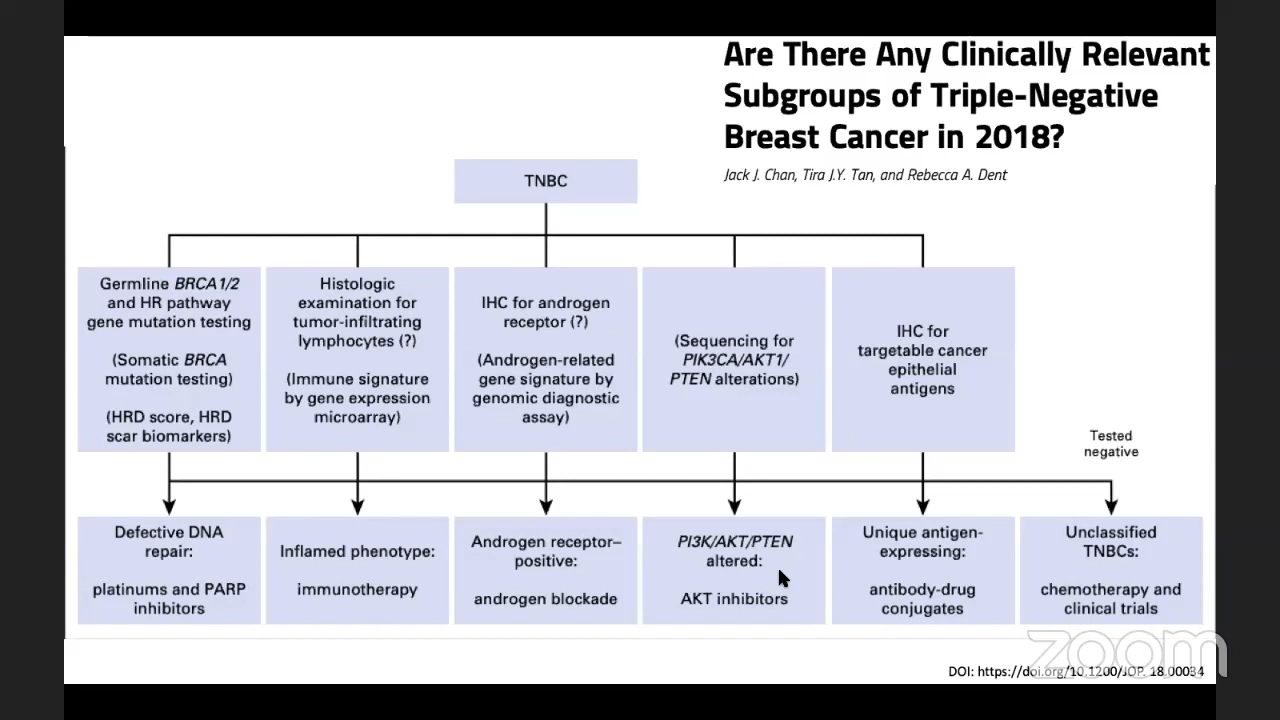 Are There Any Clinically Relevant
Subgroups of Triple-Negative
Breast Cancer in 2018?
Jack J. Chan, Tira J.Y. Tan, and Rebecca A. Dent
TNBC
Germline BRCA1/2
and HR pathway
gene mutation testing
(Somatic BRCA
mutation testing)
(HRD score, HRD
scar biomarkers)
Histologic
examination for
tumor-infiltrating
lymphocytes (?)
(Immune signature
by gene expression
microarray)
IHC for androgen
receptor (?)
(Androgen-related
gene signature by
genomic diagnostic
assay)
(Sequencing for
PIK3CA/AKT1/
PTEN alterations)
IHC for
targetable cancer
epithelial
antigens
Tested
negative
Defective DNA
repair:
platinums and PARP
inhibitors
Inflamed phenotype:
immunotherapy
Androgen receptor–
positive:
androgen blockade
PI3K/AKT/PTEN
altered:
AKT inhibitors
Unique antigen-
expressing:
antibody-drug
conjugates
Unclassified
TNBCs:
chemotherapy and
clinical trials
zoom
DOI: https://doi.org/10.1200/JOP.18.00034